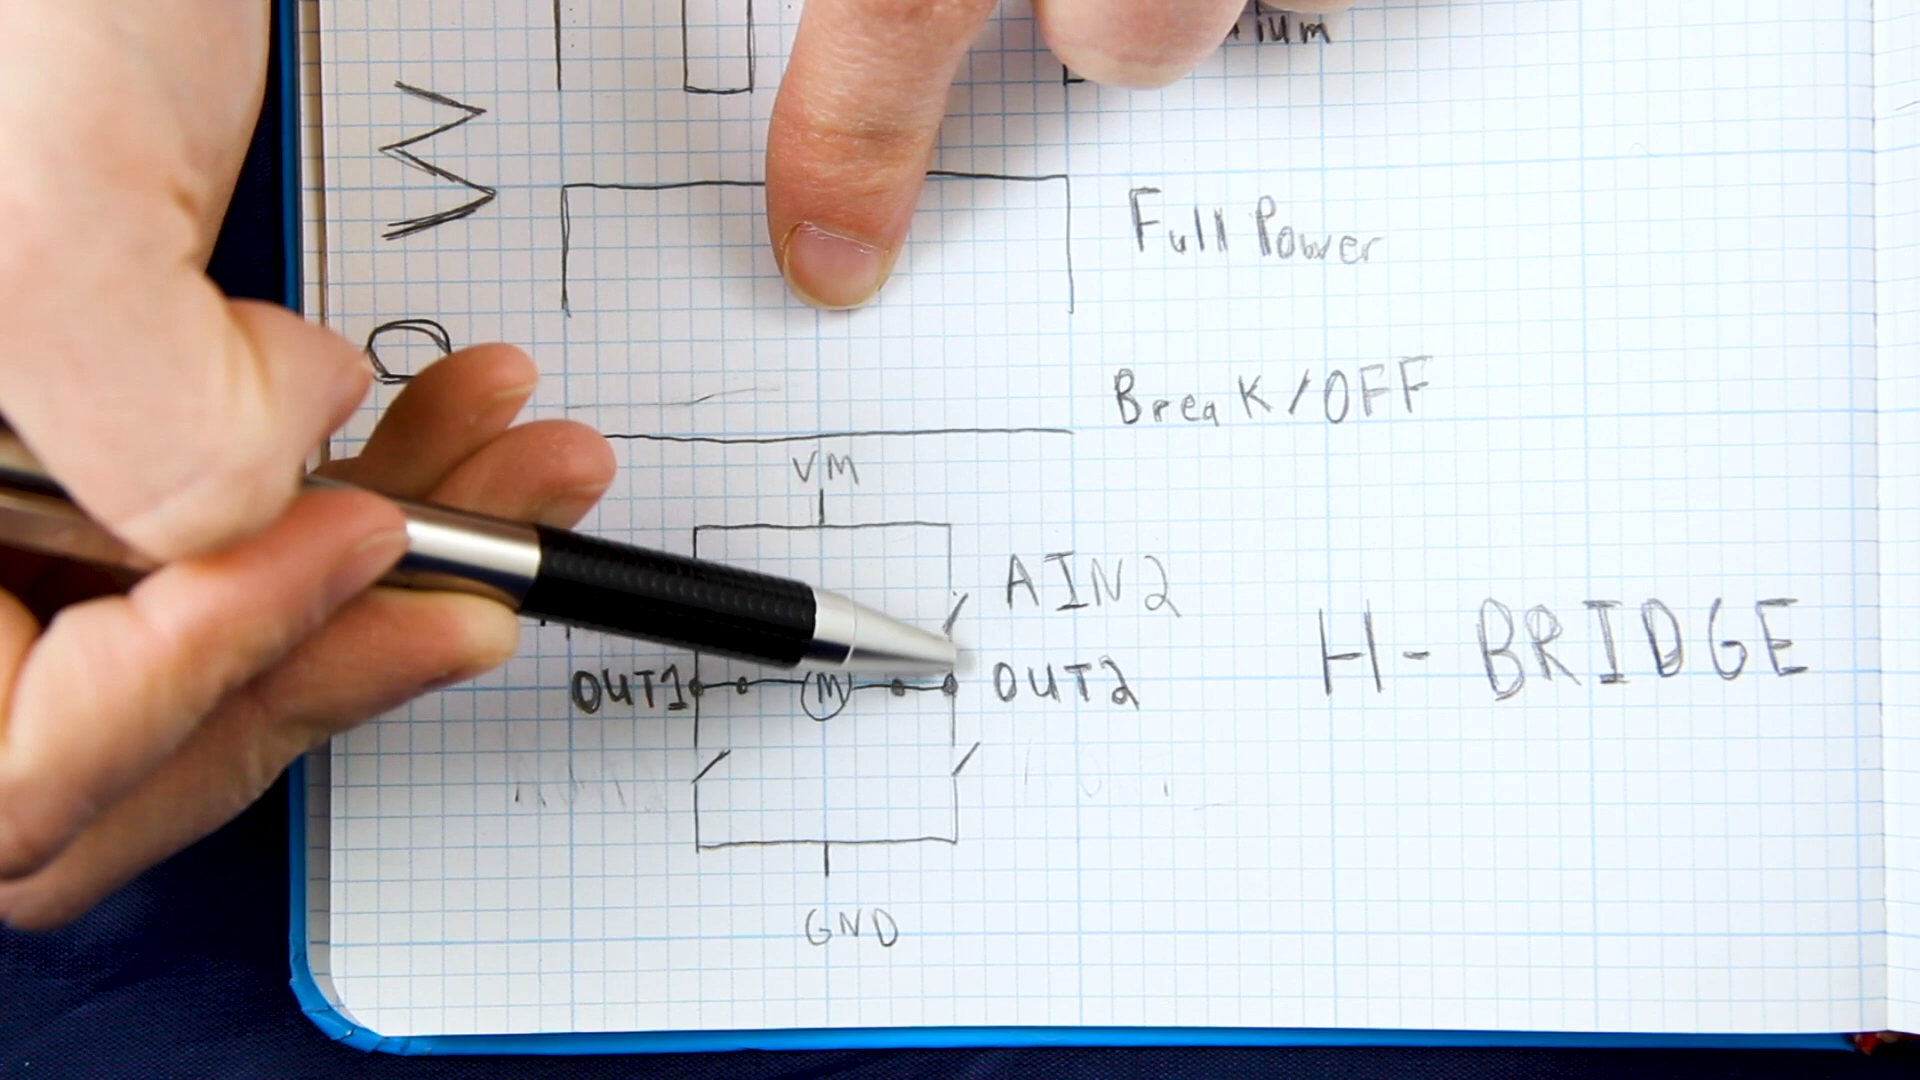 Full Power
Break/OFF
VM
AIN2
OUT1
M
OUT2
H-BRIDGE
GND